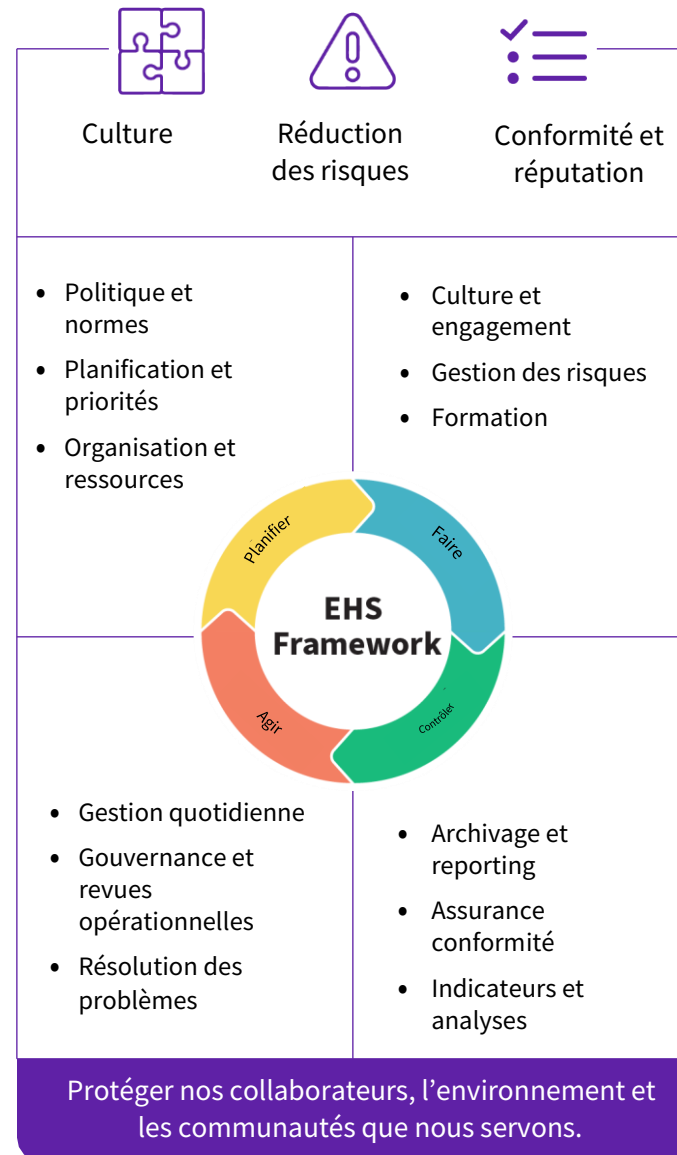 Culture
Réduction
des risques
Conformité et
réputation
• Politique et
normes
• Planification et
priorités
• Organisation et
ressources
• Culture et
engagement
• Gestion des risques
• Formation
Planifier
Faire
EHS
Framework
Agir
Contrôler
• Gestion quotidienne
• Gouvernance et
revues
opérationnelles
• Résolution des
problèmes
• Archivage et
reporting
• Assurance
conformité
• Indicateurs et
analyses
Protéger nos collaborateurs, l’environnement et
les communautés que nous servons.